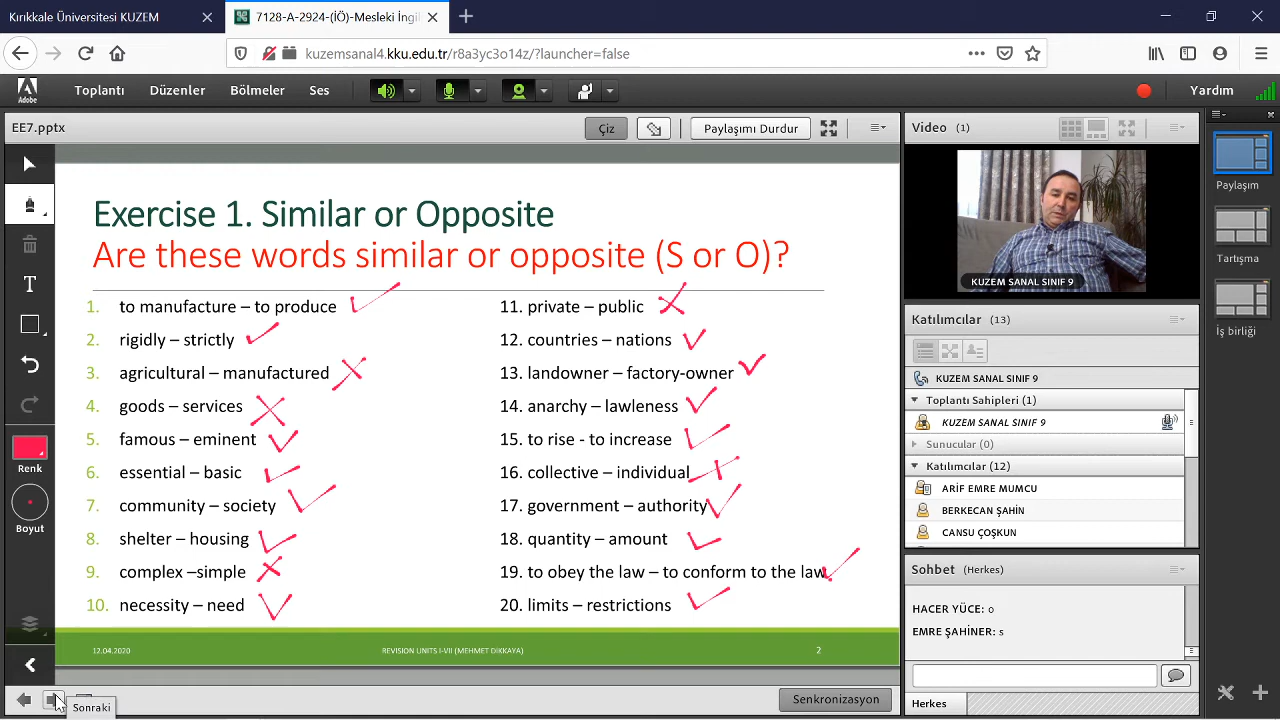 Kırıkkale Üniversitesi KUZEM
7128-A-2924-(İÖ)-Mesleki İngil
kuzemsanal4.kku.edu.tr/r8a3yc3o14z/?launcher=false
Adobe
Toplantı
Düzenler
Bölmeler
Ses
Yardım
EE7.pptx
Çiz
Paylaşımı Durdur
Exercise 1. Similar or Opposite
Are these words similar or opposite (S or O)?
1. to manufacture – to produce
2. rigidly – strictly
3. agricultural – manufactured
4. goods – services
5. famous – eminent
6. essential – basic
7. community – society
8. shelter – housing
9. complex –simple
10. necessity – need
11. private – public
12. countries – nations
13. landowner – factory-owner
14. anarchy – lawleness
15. to rise - to increase
16. collective – individual
17. government – authority
18. quantity – amount
19. to obey the law – to conform to the law
20. limits – restrictions
12.04.2020
REVISION UNITS I-VII (MEHMET DIKKAYA)
2
T
Renk
Boyut
Sonraki
Senkronizasyon
Video (1)
KUZEM SANAL SINIF 9
Katılımcılar (13)
KUZEM SANAL SINIF 9
Toplantı Sahipleri (1)
KUZEM SANAL SINIF 9
Sunucular (0)
Katılımcılar (12)
ARİF EMRE MUMCU
BERKECAN ŞAHİN
CANSU ÇOŞKUN
Sohbet (Herkes)
HACER YÜCE: o
EMRE ŞAHİNER: s
Herkes
Paylaşım
Tartışma
İş birliği